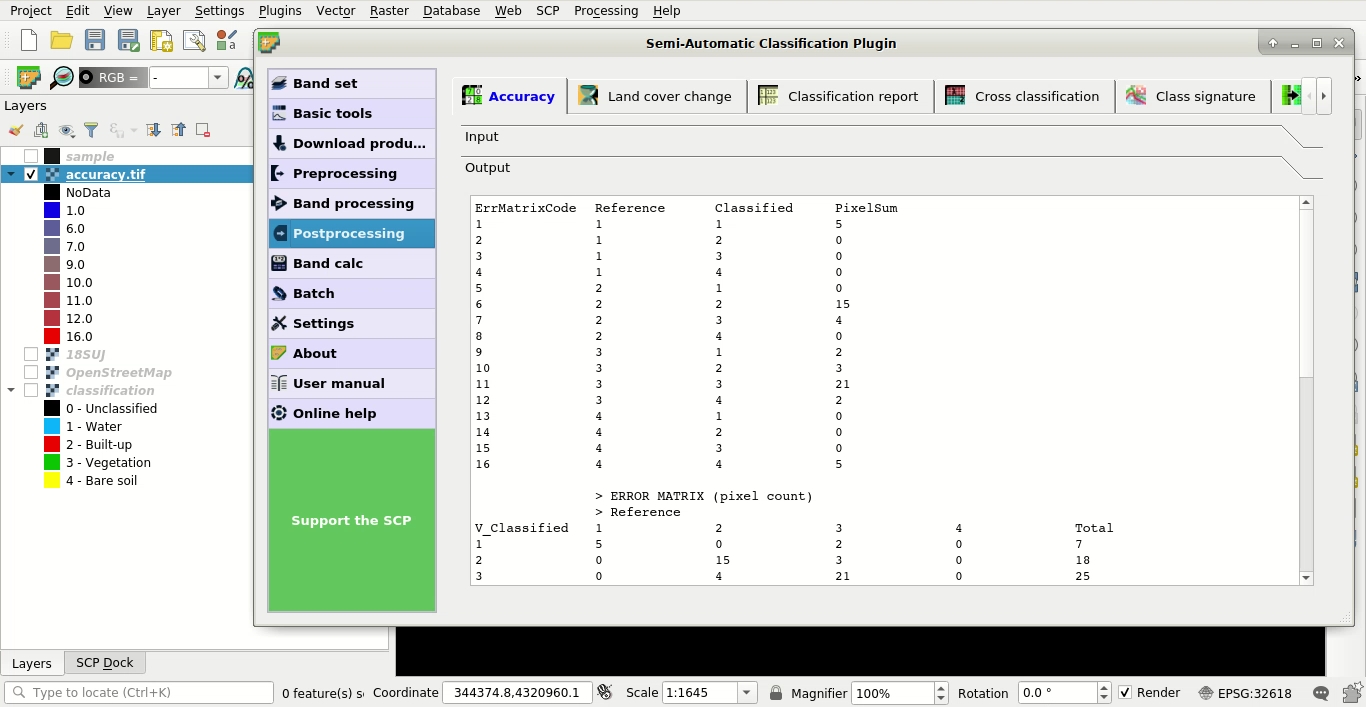 Project Edit View Layer Settings Plugins Vector Raster Database Web SCP Processing Help
Semi-Automatic Classification Plugin
RGB = -
Layers
sample
accuracy.tif
NoData
1.0
6.0
7.0
9.0
10.0
11.0
12.0
16.0
18SUJ
OpenStreetMap
classification
0 - Unclassified
1 - Water
2 - Built-up
3 - Vegetation
4 - Bare soil
Layers SCP Dock
Band set
Basic tools
Download produ...
Preprocessing
Band processing
Postprocessing
Band calc
Batch
Settings
About
User manual
Online help
Support the SCP
Accuracy Land cover change Classification report Cross classification Class signature
Input
Output
ErrMatrixCode Reference Classified PixelSum
1 1 1 5
2 1 2 0
3 1 3 0
4 1 4 0
5 2 1 0
6 2 2 15
7 2 3 4
8 2 4 0
9 3 1 2
10 3 2 3
11 3 3 21
12 3 4 2
13 4 1 0
14 4 2 0
15 4 3 0
16 4 4 5
> ERROR MATRIX (pixel count)
> Reference
V_Classified 1 2 3 4 Total
1 5 0 2 0 7
2 0 15 3 0 18
3 0 4 21 0 25
Type to locate (Ctrl+K) 0 feature(s) s Coordinate 344374.8,4320960.1 Scale 1:1645 Magnifier 100% Rotation 0.0 ° Render EPSG:32618